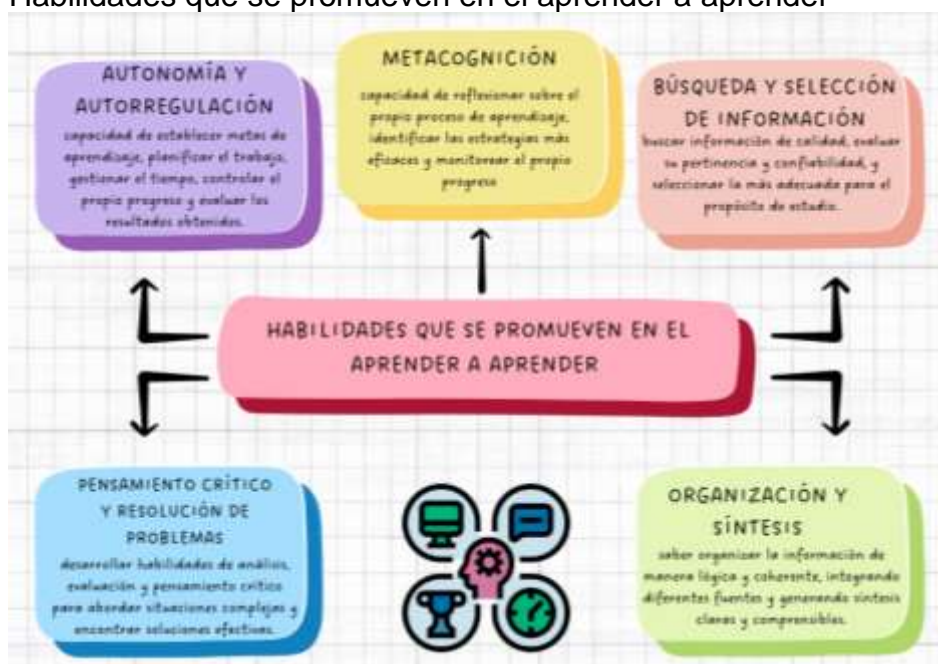 Habilidades que se promueven en el aprender a aprender
AUTONOMÍA Y
AUTORREGULACIÓN
capacidad de establecer metas de
aprendizaje, planificar el trabajo,
gestionar el tiempo, controlar el
propio progreso y evaluar los
resultados obtenidos.
METACOGNICIÓN
capacidad de reflexionar sobre el
propio proceso de aprendizaje,
identificar las estrategias más
eficaces y monitorear el propio
progreso
BÚSQUEDA Y SELECCIÓN
DE INFORMACIÓN
buscar información de calidad, evaluar
su pertinencia y confiabilidad, y
seleccionar la más adecuada para el
propósito de estudio.
HABILIDADES QUE SE PROMUEVEN EN EL
APRENDER A APRENDER
PENSAMIENTO CRÍTICO
Y RESOLUCIÓN DE
PROBLEMAS
desarrollar habilidades de análisis,
evaluación y pensamiento crítico
para abordar situaciones complejas y
encontrar soluciones efectivas.
ORGANIZACIÓN Y
SÍNTESIS
saber organizar la información de
manera lógica y coherente, integrando
diferentes fuentes y generando síntesis
claras y comprensibles.